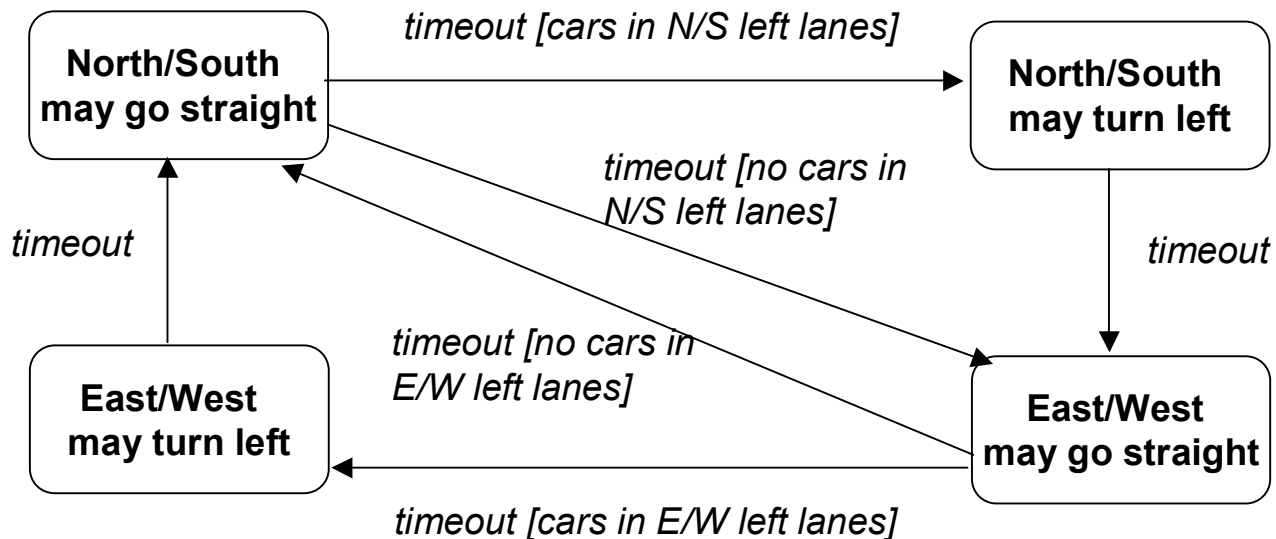 timeout [cars in N/S left lanes]
North/South
may go straight
North/South
may turn left
timeout [no cars in
N/S left lanes]
timeout
timeout
timeout [no cars in
E/W left lanes]
East/West
may turn left
East/West
may go straight
timeout [cars in E/W left lanes]